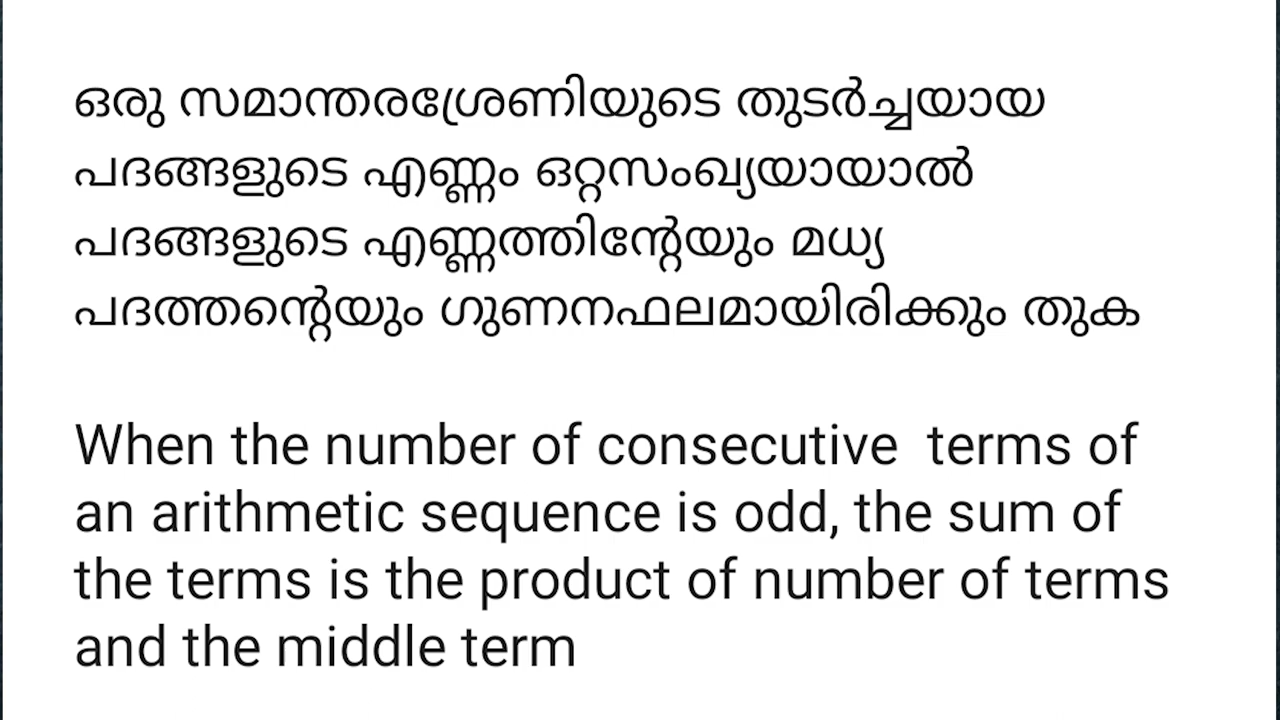 ഒരു സമാന്തരശ്രേണിയുടെ തുടർച്ചയായ
പദങ്ങളുടെ എണ്ണം ഒറ്റസംഖ്യയായാൽ
പദങ്ങളുടെ എണ്ണത്തിന്റേയും മധ്യ
പദത്തന്റെയും ഗുണനഫലമായിരിക്കും തുക
When the number of consecutive  terms of
an arithmetic sequence is odd, the sum of
the terms is the product of number of terms
and the middle term